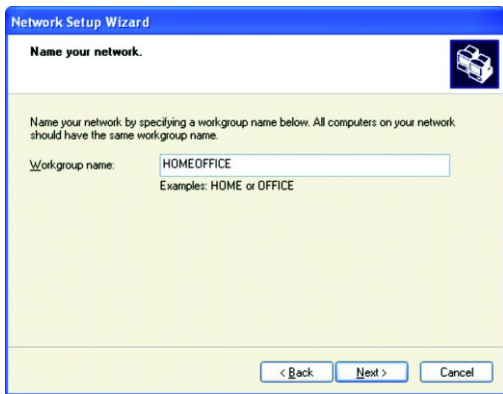 Network Setup Wizard
Name your network.
Name your network by specifying a workgroup name below. All computers on your network
should have the same workgroup name.
Workgroup name: HOMEOFFICE
Examples: HOME or OFFICE
< Back Next > Cancel